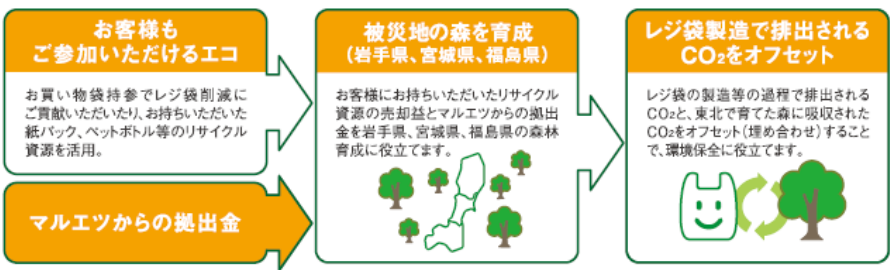 お客様も
ご参加いただけるエコ
お買い物袋持参でレジ袋削減に
ご貢献いただいたり、お持ちいただいた
紙パック、ペットボトル等のリサイクル
資源を活用。
マルエツからの拠出金
被災地の森を育成
(岩手県、宮城県、福島県)
お客様にお持ちいただいたリサイクル
資源の売却益とマルエツからの拠出
金を岩手県、宮城県、福島県の森林
育成に役立てます。
レジ袋製造で排出される
CO₂をオフセット
レジ袋の製造等の過程で排出される
CO₂と、東北で育てた森に吸収された
CO₂をオフセット(埋め合わせ)すること
で、環境保全に役立てます。